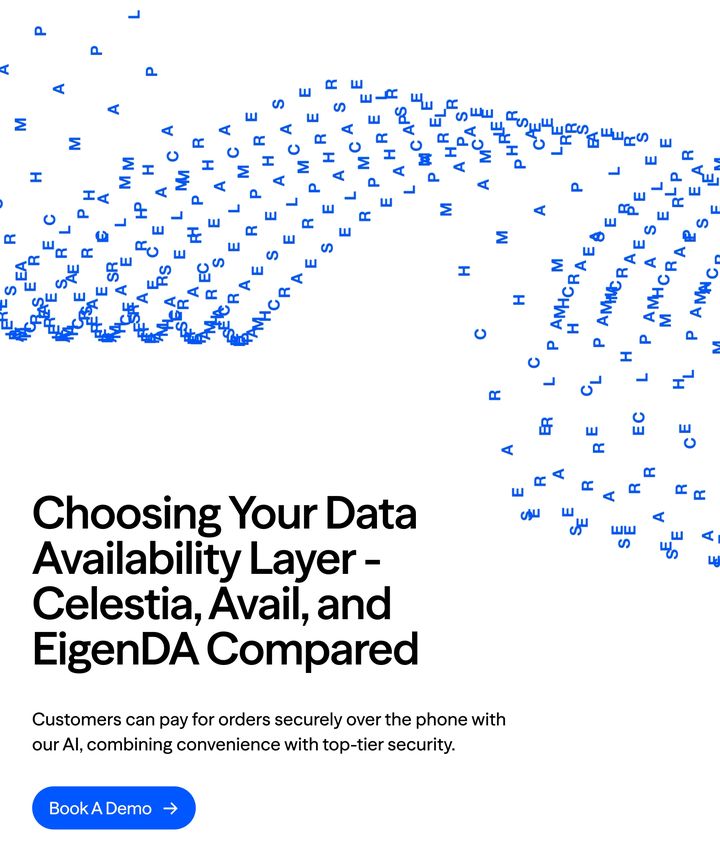 Choosing Your Data
Availability Layer -
Celestia, Avail, and
EigenDA Compared
Customers can pay for orders securely over the phone with
our AI, combining convenience with top-tier security.
Book A Demo →